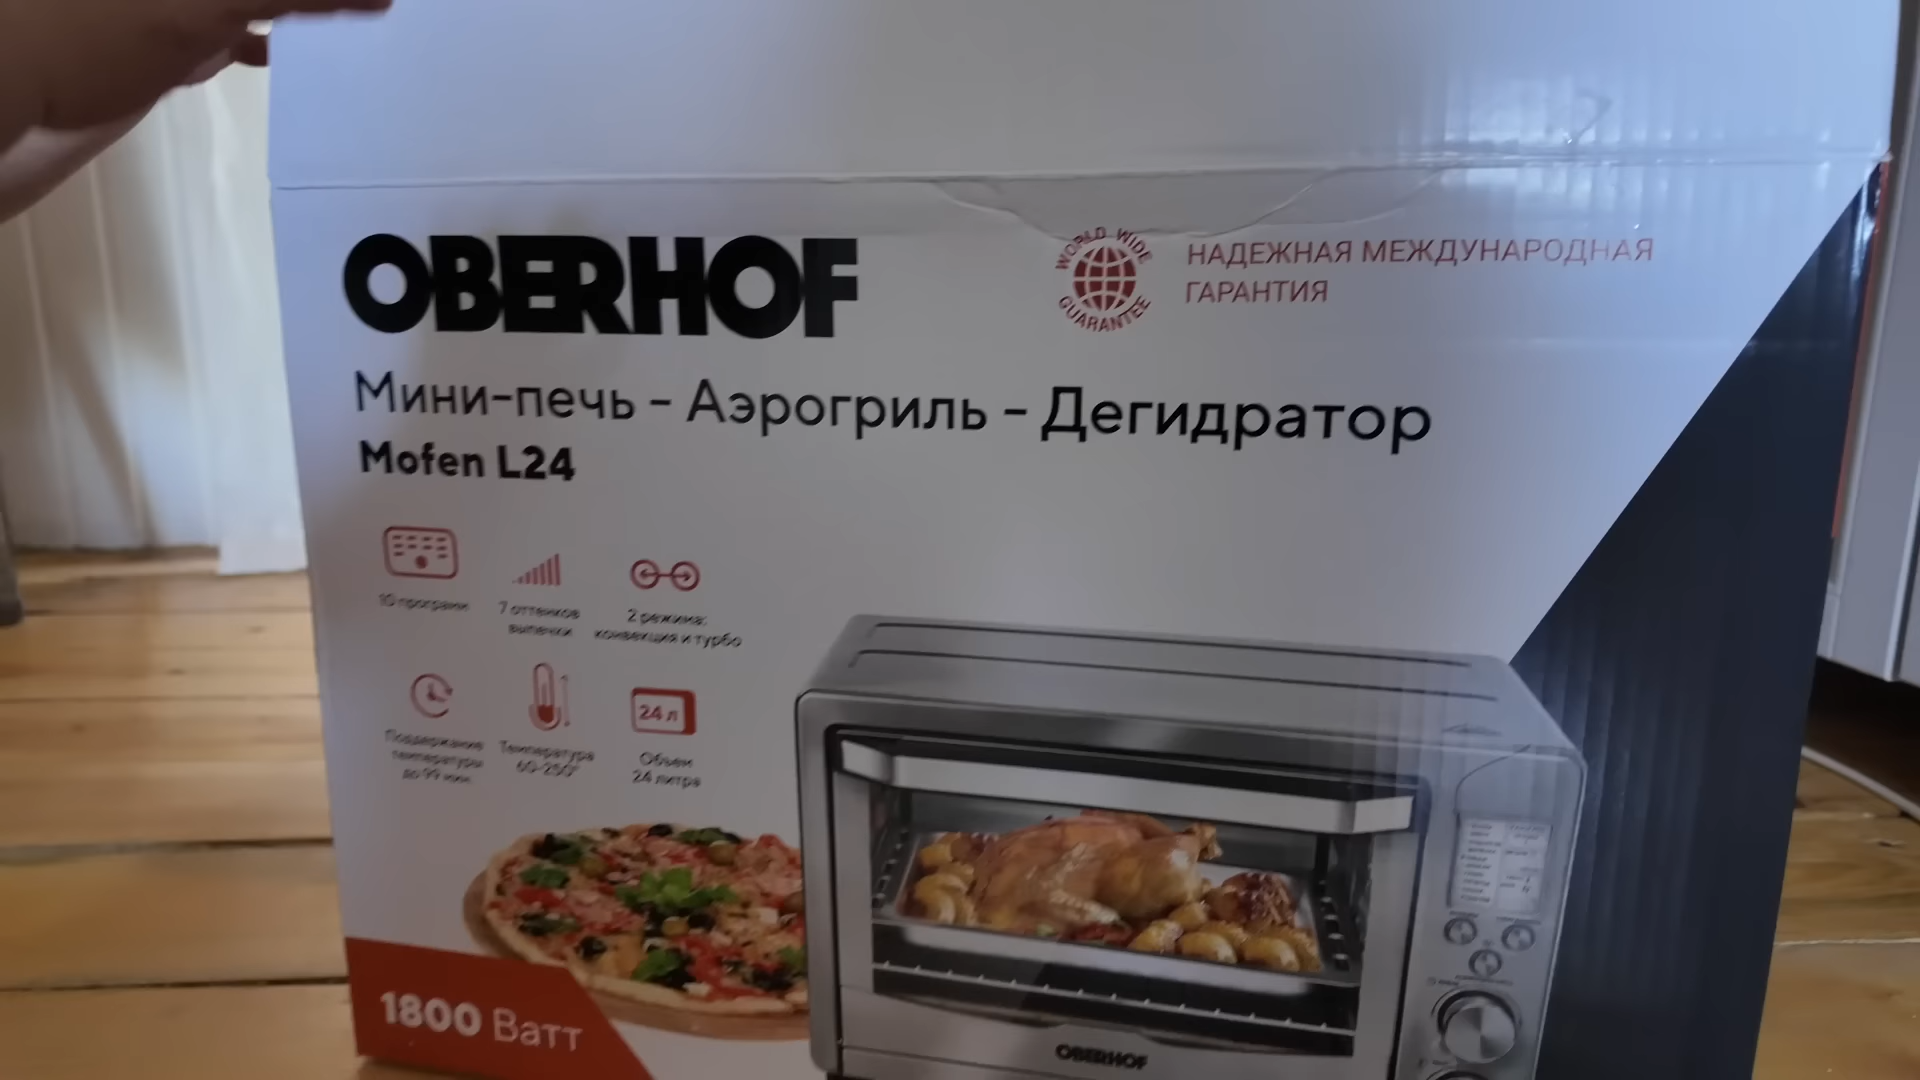 OBERHOF
WORLD WIDE
GUARANTEE
НАДЕЖНАЯ МЕЖДУНАРОДНАЯ
ГАРАНТИЯ
Мини-печь - Аэрогриль - Дегидратор
Mofen L24
10 программ
7 оттенков
выпечки
2 режима:
конвекция и турбо
Поддержание
температуры
до 99 мин.
Температура
60-250°
24 л
Объем
24 литра
1800 Ватт
OBERHOF